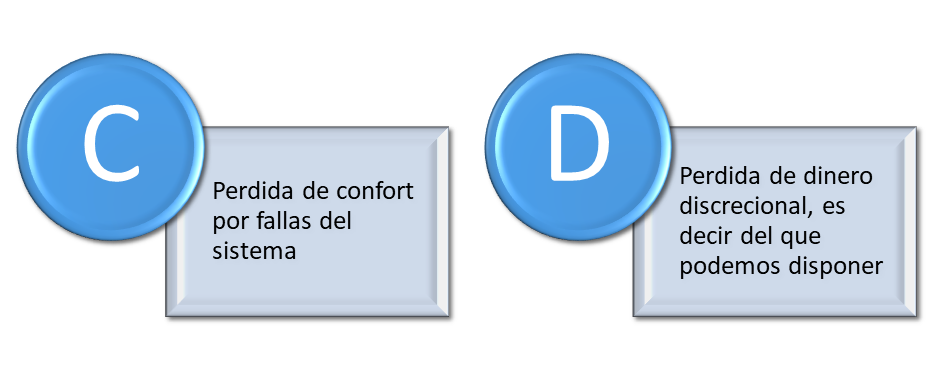 C
Perdida de confort
por fallas del
sistema
D
Perdida de dinero
discrecional, es
decir del que
podemos disponer